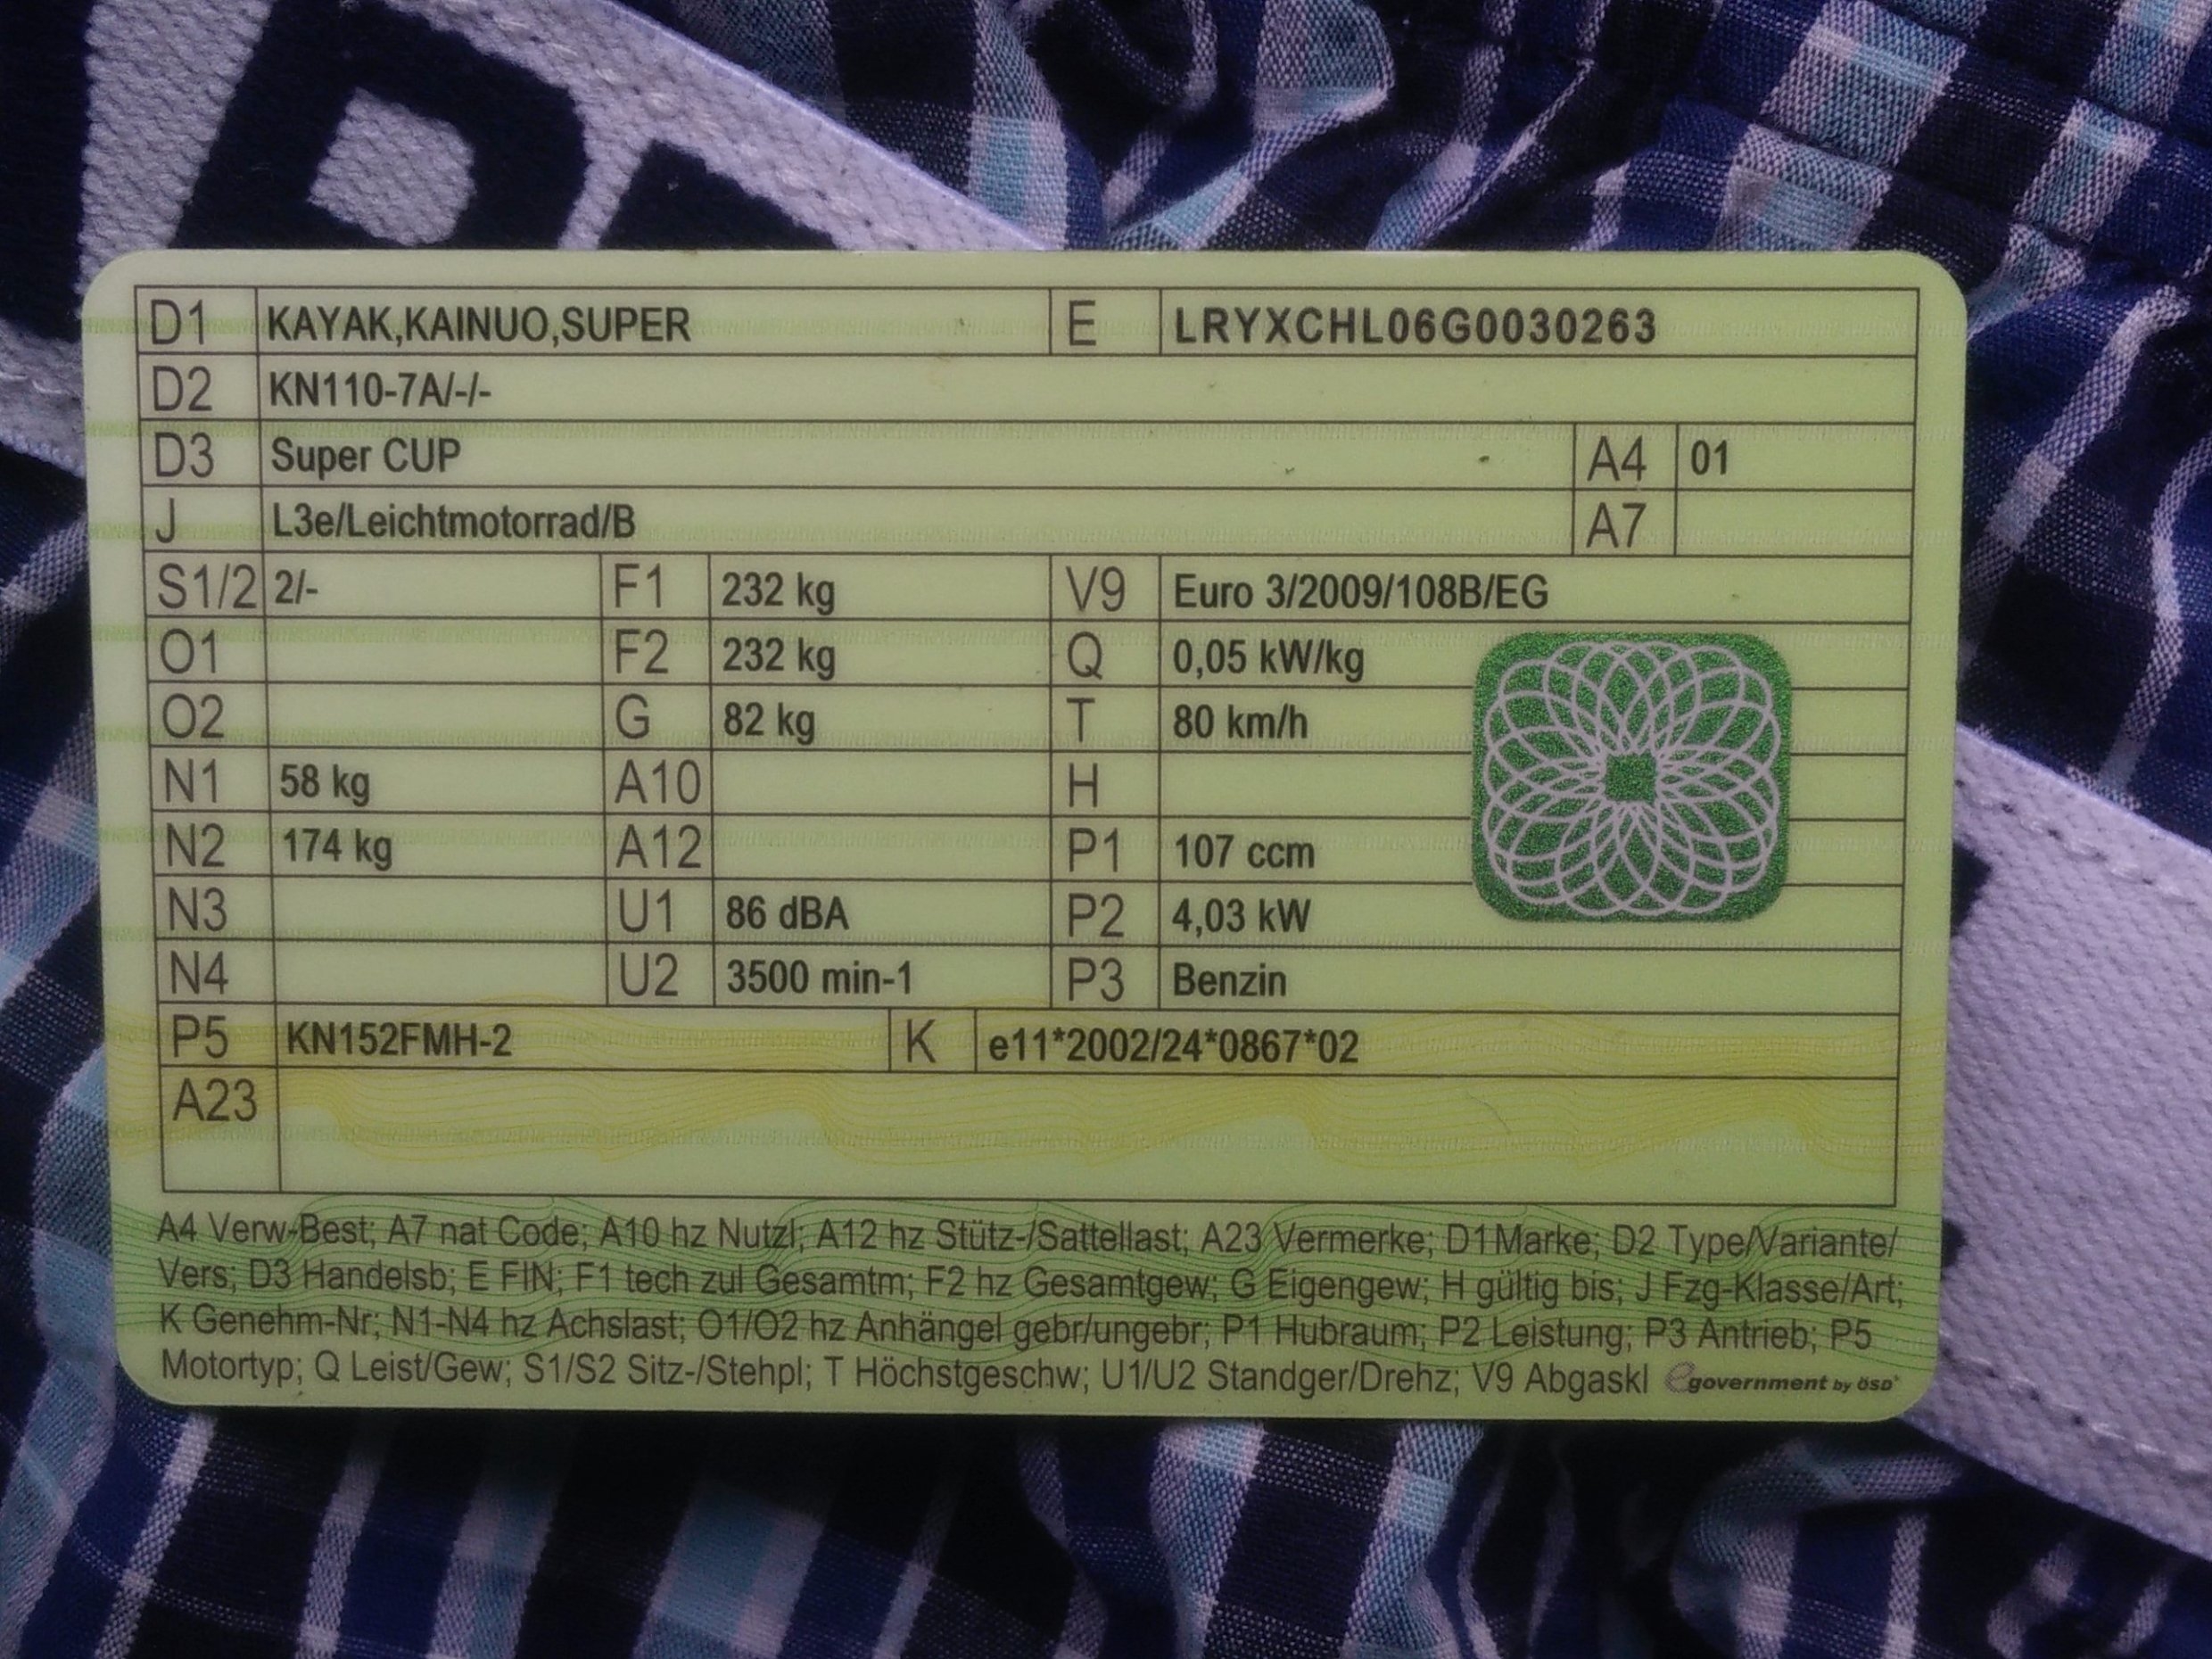 D1 KAYAK,KAINUO,SUPER E LRYXCHL06G0030263
D2 KN110-7A/-/-
D3 Super CUP A4 01
J L3e/Leichtmotorrad/B A7
S1/2 2/- F1 232 kg V9 Euro 3/2009/108B/EG
O1 F2 232 kg Q 0,05 kW/kg
O2 G 82 kg T 80 km/h
N1 58 kg A10 H
N2 174 kg A12 P1 107 ccm
N3 U1 86 dBA P2 4,03 kW
N4 U2 3500 min-1 P3 Benzin
P5 KN152FMH-2 K e11*2002/24*0867*02
A23
A4 Verw-Best; A7 nat Code; A10 hz Nutzl; A12 hz Stütz-/Sattellast; A23 Vermerke; D1Marke; D2 Type/Variante/
Vers; D3 Handelsb; E FIN; F1 tech zul Gesamtm; F2 hz Gesamtgew; G Eigengew; H gültig bis; J Fzg-Klasse/Art;
K Genehm-Nr; N1-N4 hz Achslast; O1/O2 hz Anhängel gebr/ungebr; P1 Hubraum; P2 Leistung; P3 Antrieb; P5
Motortyp; Q Leist/Gew; S1/S2 Sitz-/Stehpl; T Höchstgeschw; U1/U2 Standger/Drehz; V9 Abgaskl egovernment by ÖSD